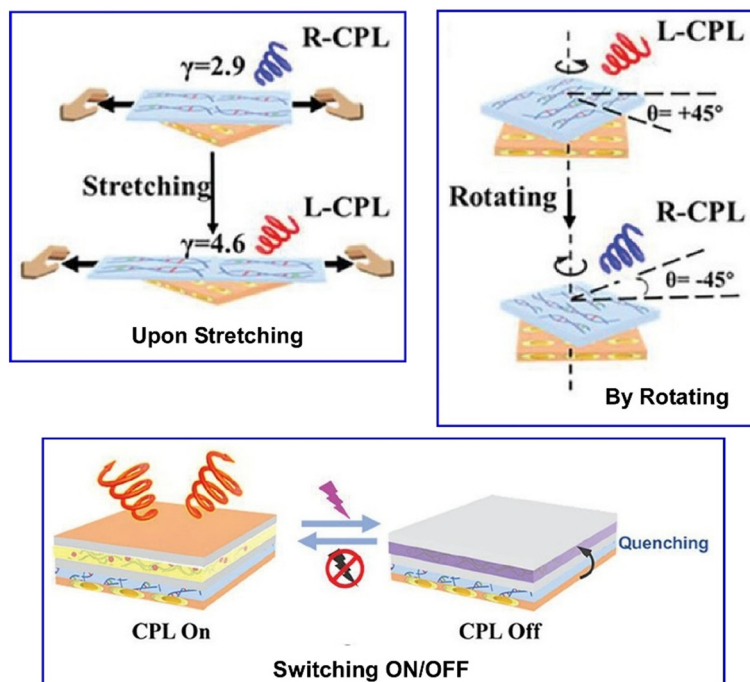 R-CPL
γ=2.9
Stretching
L-CPL
γ=4.6
Upon Stretching
L-CPL
θ= +45°
Rotating
R-CPL
θ= -45°
By Rotating
Quenching
CPL On
CPL Off
Switching ON/OFF